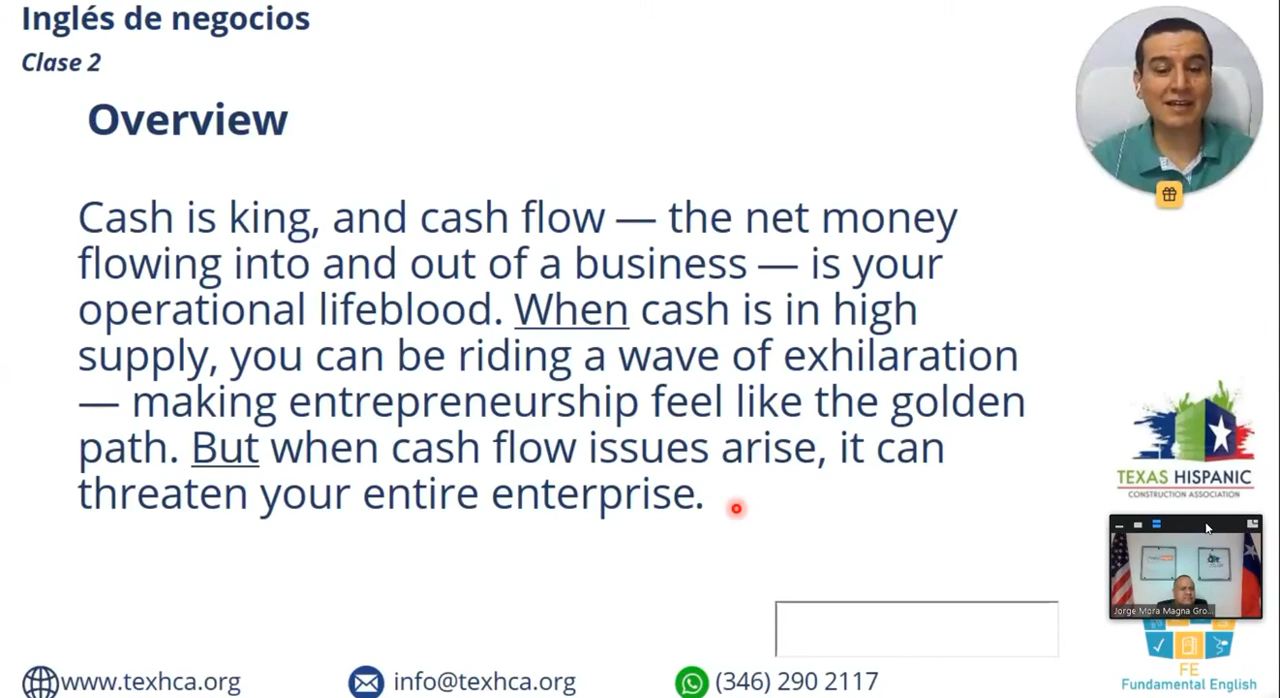 Inglés de negocios
Clase 2
Overview
Cash is king, and cash flow — the net money
flowing into and out of a business — is your
operational lifeblood. When cash is in high
supply, you can be riding a wave of exhilaration
— making entrepreneurship feel like the golden
path. But when cash flow issues arise, it can
threaten your entire enterprise.
TEXAS HISPANIC
CONSTRUCTION ASSOCIATION
Jorge Mora Magna Gro...
FE
Fundamental English
www.texhca.org
info@texhca.org
(346) 290 2117